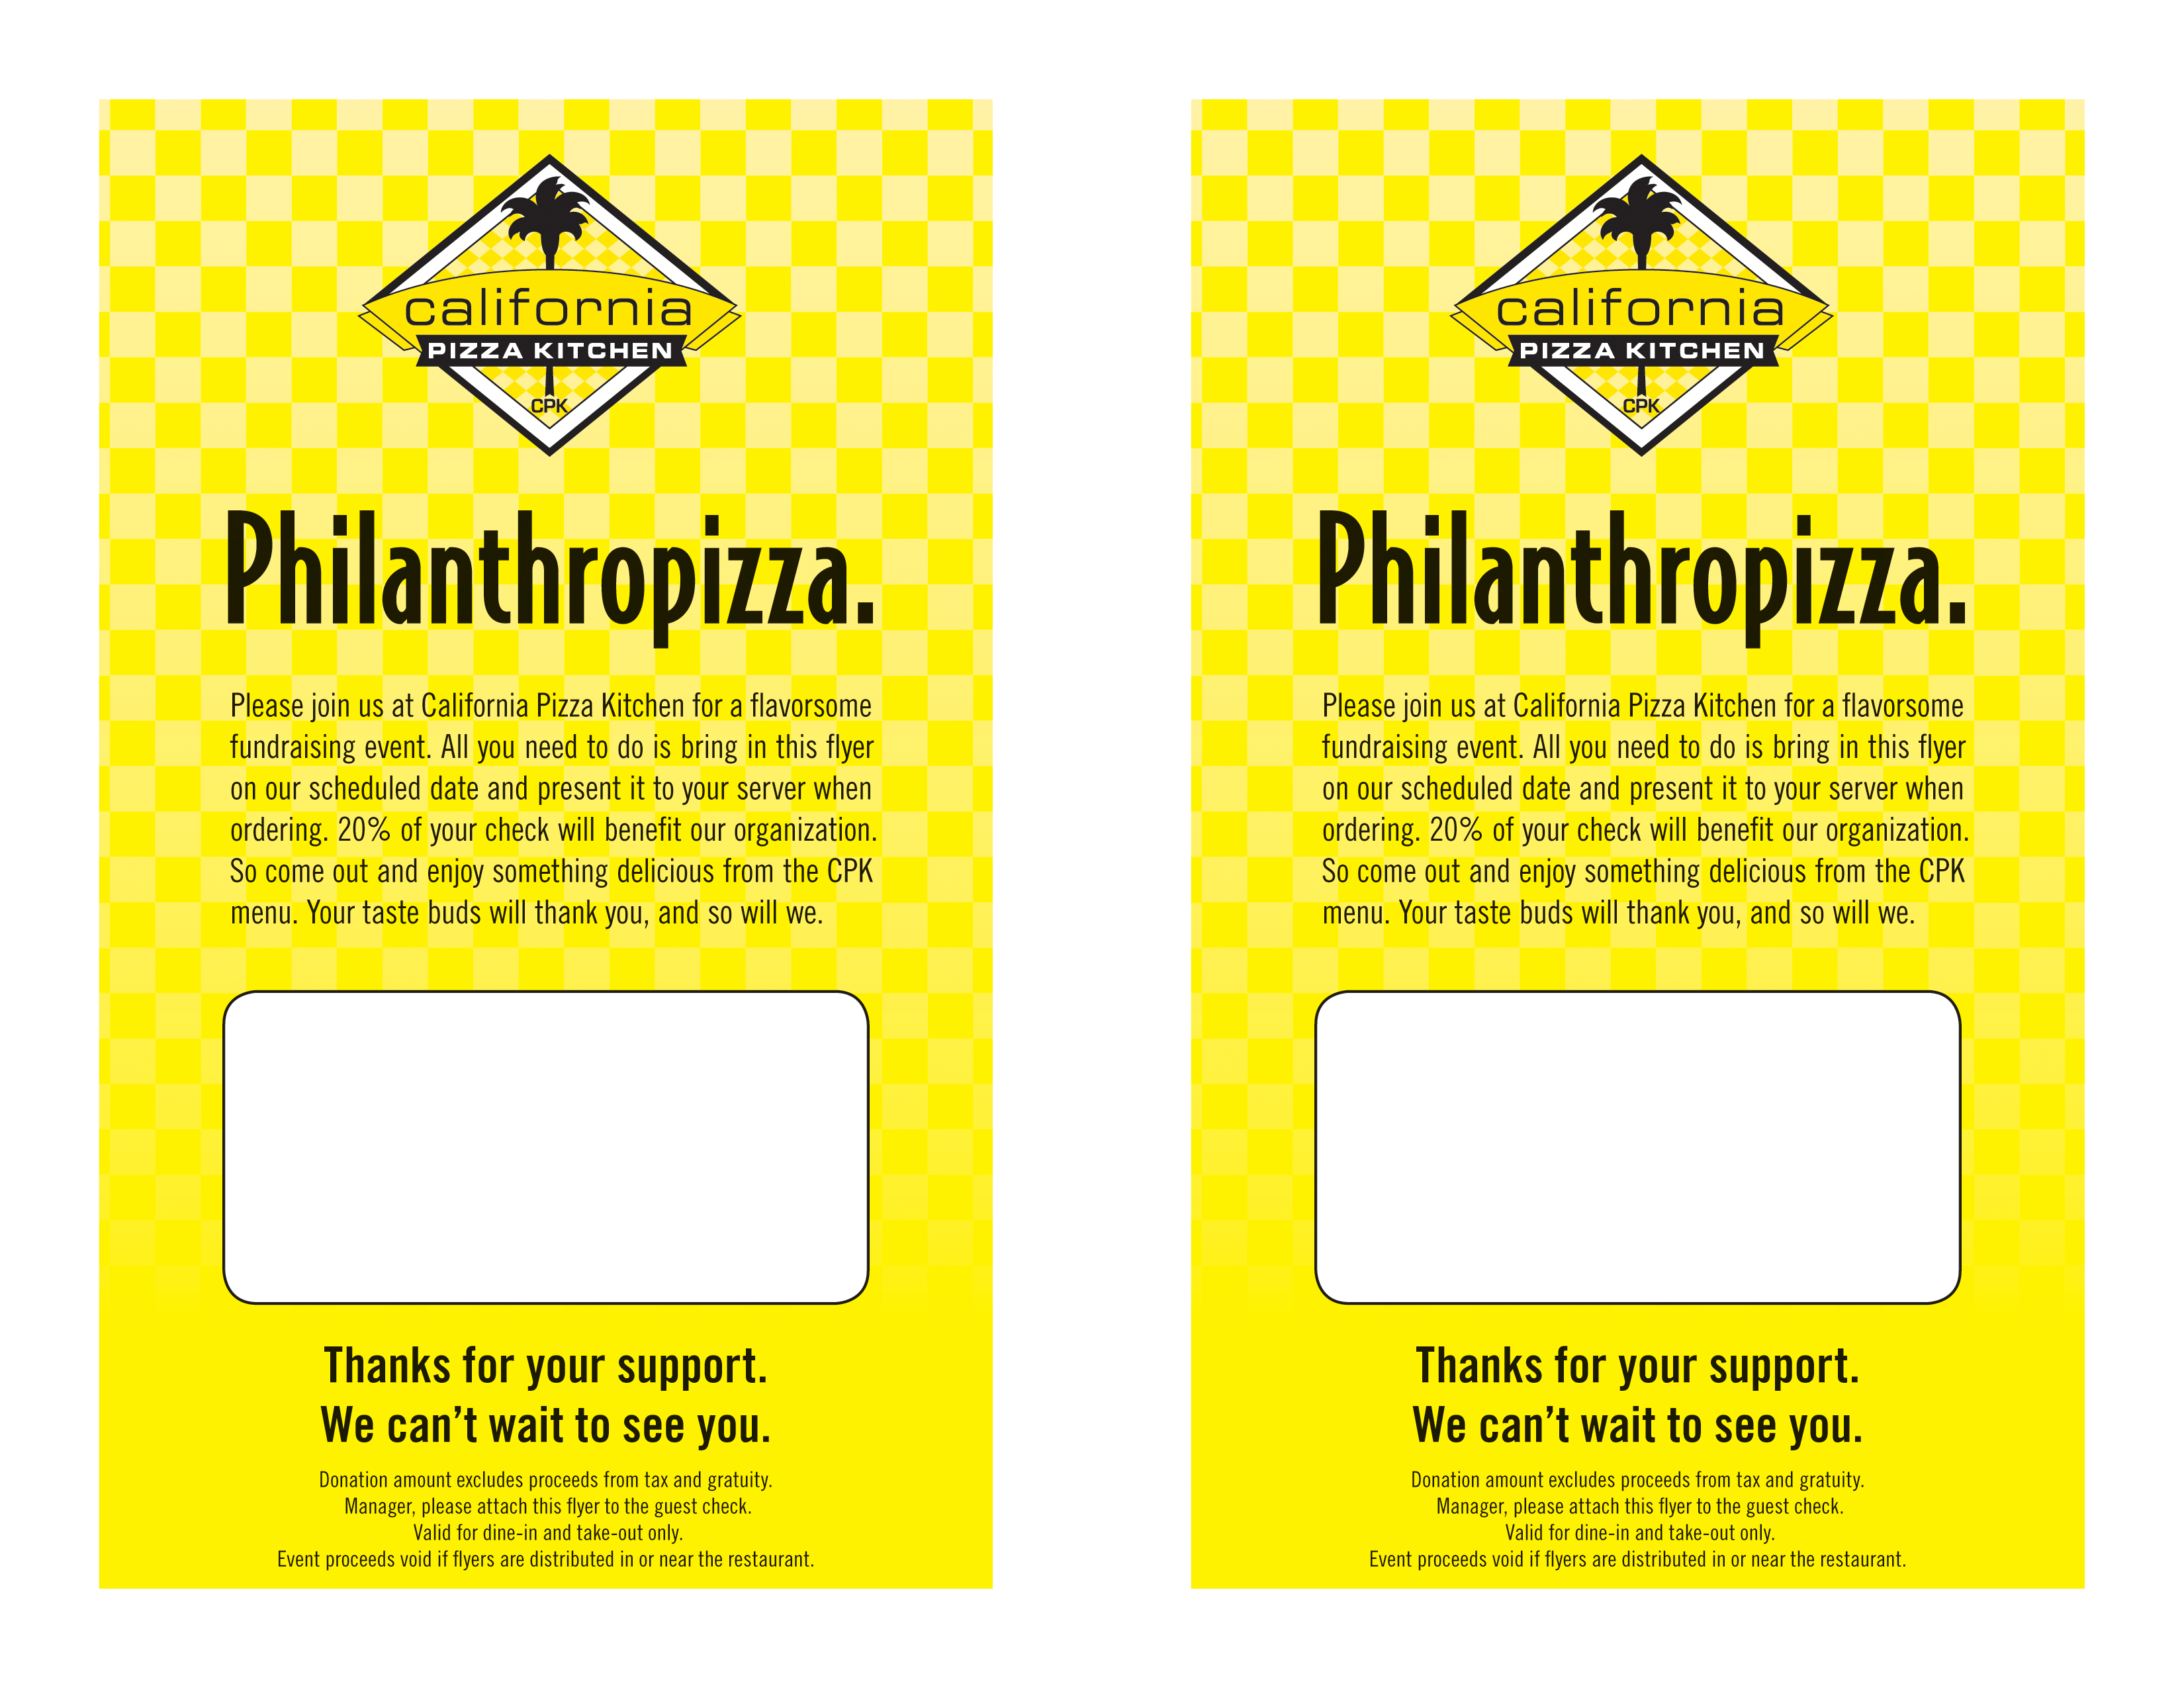 california
PIZZA KITCHEN
CPK
Philanthropizza.
Please join us at California Pizza Kitchen for a flavorsome
fundraising event. All you need to do is bring in this flyer
on our scheduled date and present it to your server when
ordering. 20% of your check will benefit our organization.
So come out and enjoy something delicious from the CPK
menu. Your taste buds will thank you, and so will we.
Thanks for your support.
We can’t wait to see you.
Donation amount excludes proceeds from tax and gratuity.
Manager, please attach this flyer to the guest check.
Valid for dine-in and take-out only.
Event proceeds void if flyers are distributed in or near the restaurant.
california
PIZZA KITCHEN
CPK
Philanthropizza.
Please join us at California Pizza Kitchen for a flavorsome
fundraising event. All you need to do is bring in this flyer
on our scheduled date and present it to your server when
ordering. 20% of your check will benefit our organization.
So come out and enjoy something delicious from the CPK
menu. Your taste buds will thank you, and so will we.
Thanks for your support.
We can’t wait to see you.
Donation amount excludes proceeds from tax and gratuity.
Manager, please attach this flyer to the guest check.
Valid for dine-in and take-out only.
Event proceeds void if flyers are distributed in or near the restaurant.